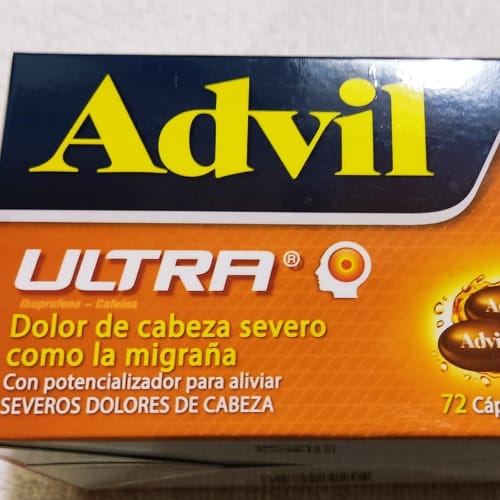 Advil
ULTRA®
Ibuprofeno – Cafeína
Dolor de cabeza severo
como la migraña
Con potencializador para aliviar
SEVEROS DOLORES DE CABEZA
Advil
72